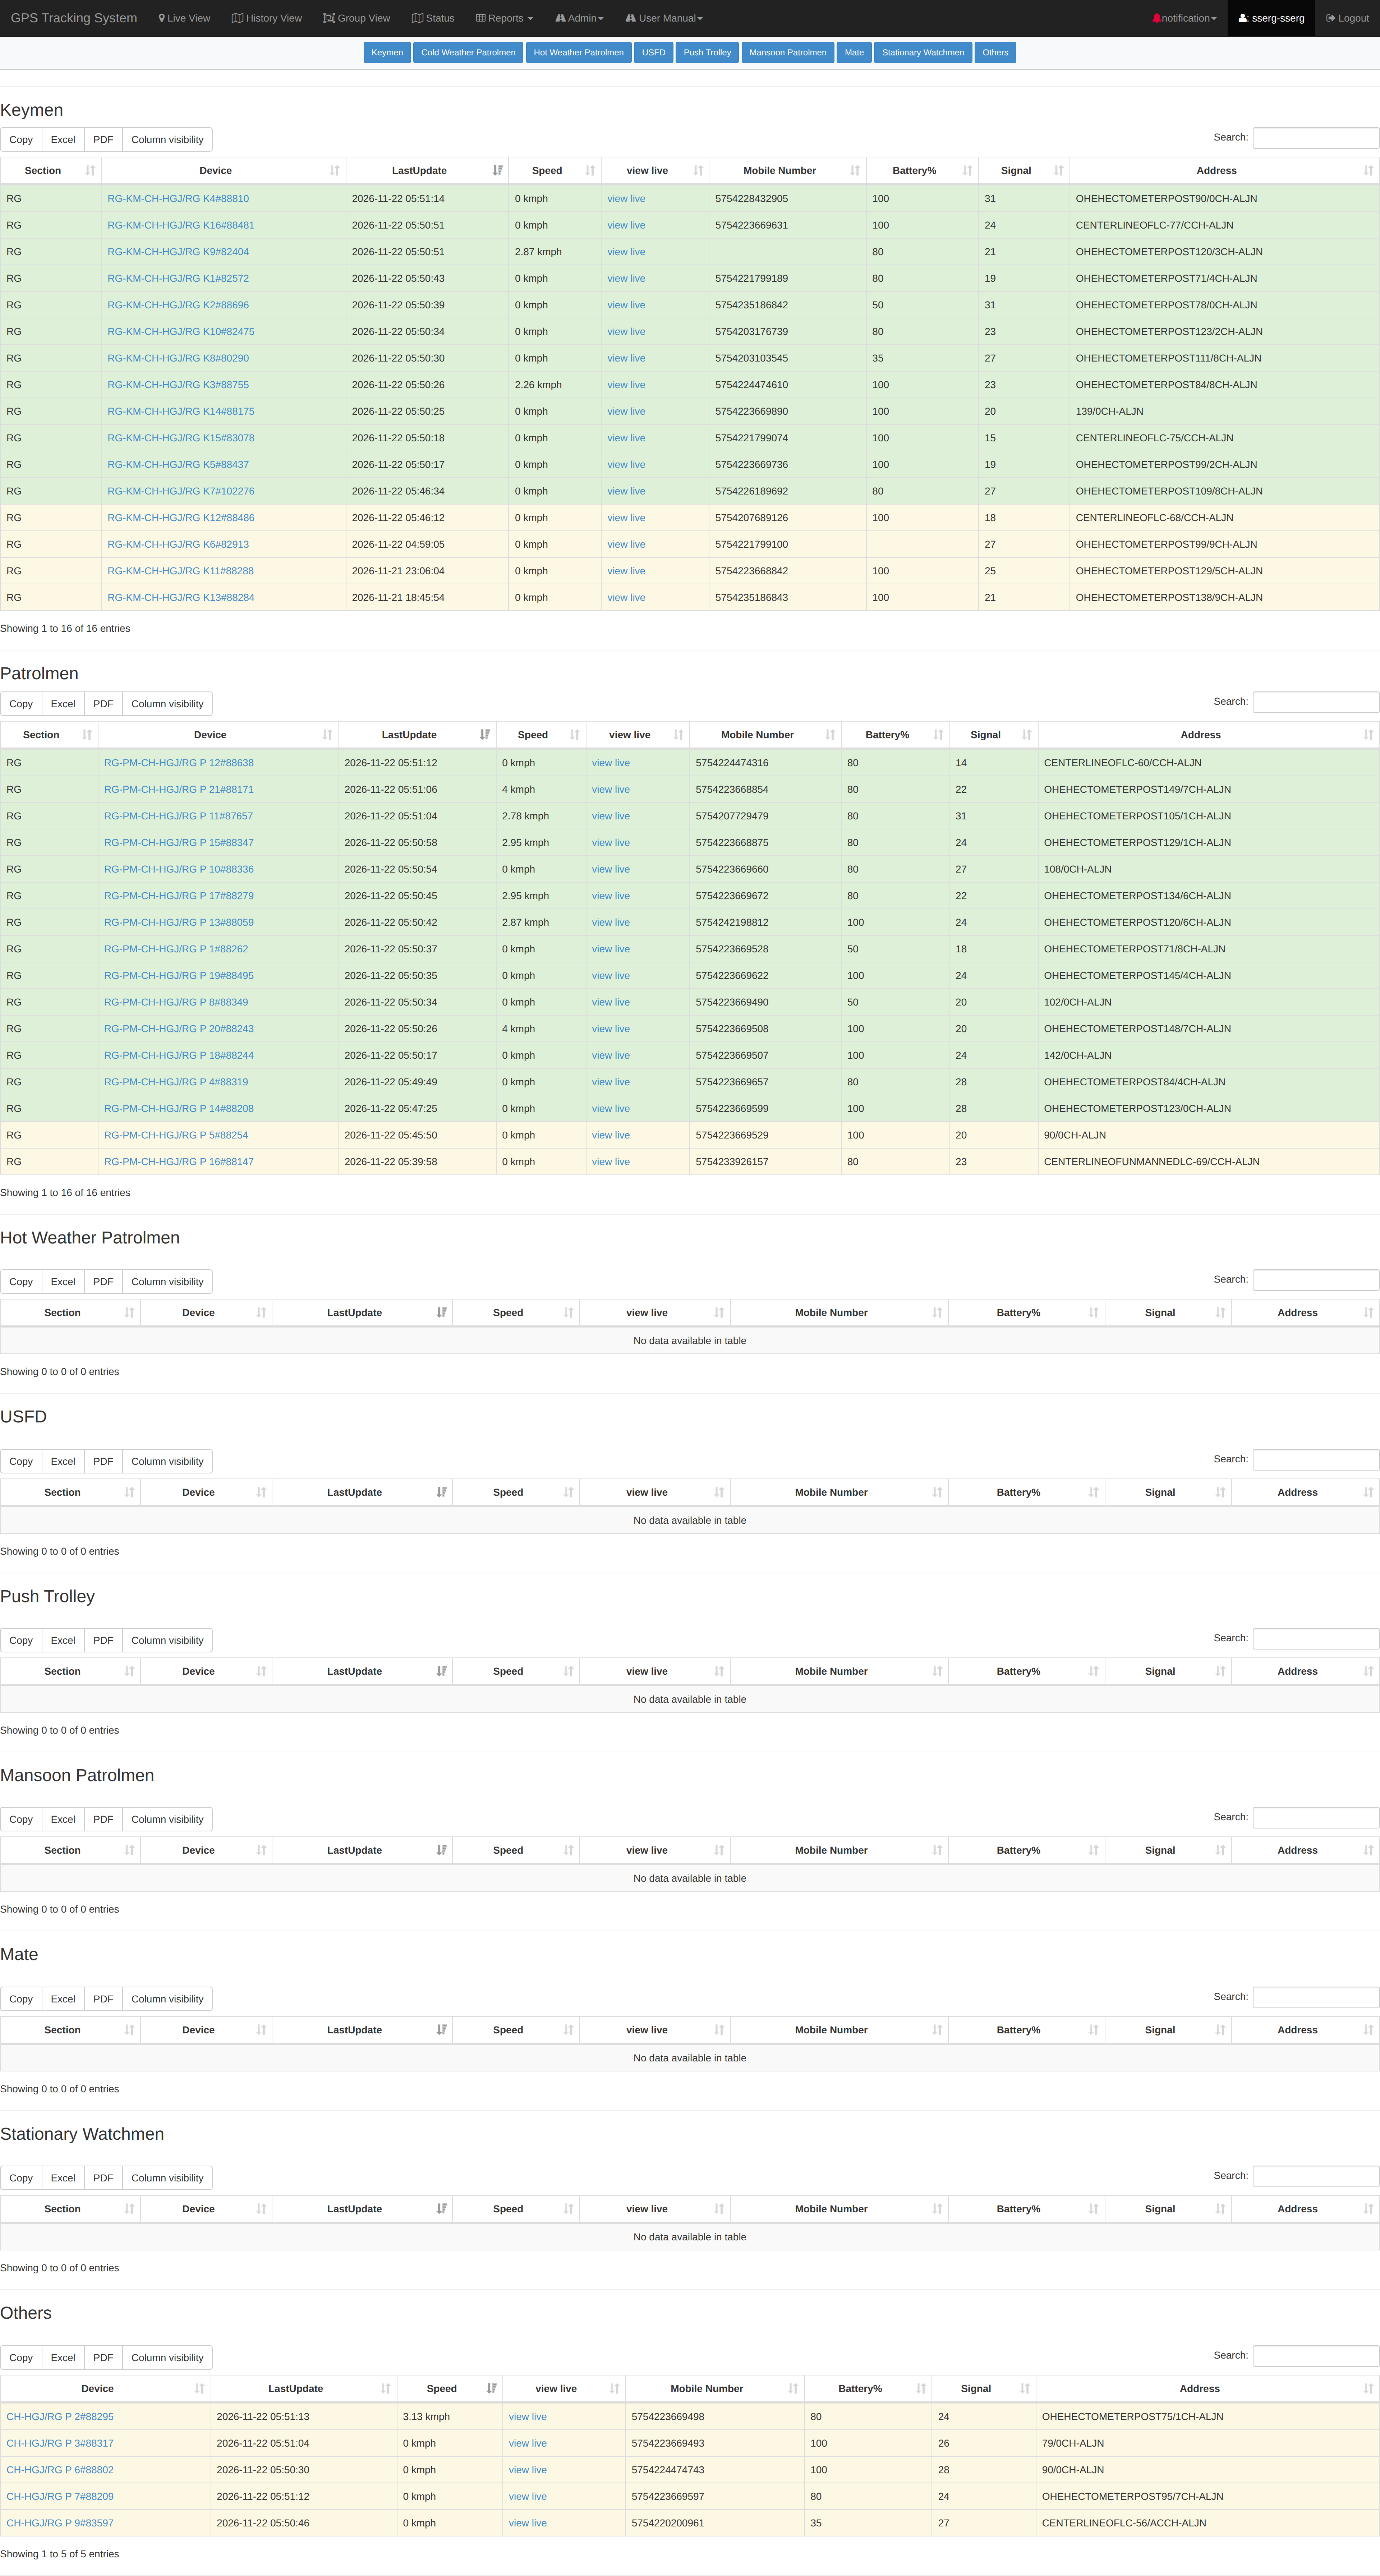 GPS Tracking System Live View History View Group View Status Reports Admin User Manual notification : sserg-sserg Logout
Keymen Cold Weather Patrolmen Hot Weather Patrolmen USFD Push Trolley Mansoon Patrolmen Mate Stationary Watchmen Others
Keymen
Copy Excel PDF Column visibility Search:
Section Device LastUpdate Speed view live Mobile Number Battery% Signal Address
RG RG-KM-CH-HGJ/RG K4#88810 2026-11-22 05:51:14 0 kmph view live 5754228432905 100 31 OHEHECTOMETERPOST90/0CH-ALJN
RG RG-KM-CH-HGJ/RG K16#88481 2026-11-22 05:50:51 0 kmph view live 5754223669631 100 24 CENTERLINEOFLC-77/CCH-ALJN
RG RG-KM-CH-HGJ/RG K9#82404 2026-11-22 05:50:51 2.87 kmph view live 80 21 OHEHECTOMETERPOST120/3CH-ALJN
RG RG-KM-CH-HGJ/RG K1#82572 2026-11-22 05:50:43 0 kmph view live 5754221799189 80 19 OHEHECTOMETERPOST71/4CH-ALJN
RG RG-KM-CH-HGJ/RG K2#88696 2026-11-22 05:50:39 0 kmph view live 5754235186842 50 31 OHEHECTOMETERPOST78/0CH-ALJN
RG RG-KM-CH-HGJ/RG K10#82475 2026-11-22 05:50:34 0 kmph view live 5754203176739 80 23 OHEHECTOMETERPOST123/2CH-ALJN
RG RG-KM-CH-HGJ/RG K8#80290 2026-11-22 05:50:30 0 kmph view live 5754203103545 35 27 OHEHECTOMETERPOST111/8CH-ALJN
RG RG-KM-CH-HGJ/RG K3#88755 2026-11-22 05:50:26 2.26 kmph view live 5754224474610 100 23 OHEHECTOMETERPOST84/8CH-ALJN
RG RG-KM-CH-HGJ/RG K14#88175 2026-11-22 05:50:25 0 kmph view live 5754223669890 100 20 139/0CH-ALJN
RG RG-KM-CH-HGJ/RG K15#83078 2026-11-22 05:50:18 0 kmph view live 5754221799074 100 15 CENTERLINEOFLC-75/CCH-ALJN
RG RG-KM-CH-HGJ/RG K5#88437 2026-11-22 05:50:17 0 kmph view live 5754223669736 100 19 OHEHECTOMETERPOST99/2CH-ALJN
RG RG-KM-CH-HGJ/RG K7#102276 2026-11-22 05:46:34 0 kmph view live 5754226189692 80 27 OHEHECTOMETERPOST109/8CH-ALJN
RG RG-KM-CH-HGJ/RG K12#88486 2026-11-22 05:46:12 0 kmph view live 5754207689126 100 18 CENTERLINEOFLC-68/CCH-ALJN
RG RG-KM-CH-HGJ/RG K6#82913 2026-11-22 04:59:05 0 kmph view live 5754221799100 27 OHEHECTOMETERPOST99/9CH-ALJN
RG RG-KM-CH-HGJ/RG K11#88288 2026-11-21 23:06:04 0 kmph view live 5754223668842 100 25 OHEHECTOMETERPOST129/5CH-ALJN
RG RG-KM-CH-HGJ/RG K13#88284 2026-11-21 18:45:54 0 kmph view live 5754235186843 100 21 OHEHECTOMETERPOST138/9CH-ALJN
Showing 1 to 16 of 16 entries
Patrolmen
Copy Excel PDF Column visibility Search:
Section Device LastUpdate Speed view live Mobile Number Battery% Signal Address
RG RG-PM-CH-HGJ/RG P 12#88638 2026-11-22 05:51:12 0 kmph view live 5754224474316 80 14 CENTERLINEOFLC-60/CCH-ALJN
RG RG-PM-CH-HGJ/RG P 21#88171 2026-11-22 05:51:06 4 kmph view live 5754223668854 80 22 OHEHECTOMETERPOST149/7CH-ALJN
RG RG-PM-CH-HGJ/RG P 11#87657 2026-11-22 05:51:04 2.78 kmph view live 5754207729479 80 31 OHEHECTOMETERPOST105/1CH-ALJN
RG RG-PM-CH-HGJ/RG P 15#88347 2026-11-22 05:50:58 2.95 kmph view live 5754223668875 80 24 OHEHECTOMETERPOST129/1CH-ALJN
RG RG-PM-CH-HGJ/RG P 10#88336 2026-11-22 05:50:54 0 kmph view live 5754223669660 80 27 108/0CH-ALJN
RG RG-PM-CH-HGJ/RG P 17#88279 2026-11-22 05:50:45 2.95 kmph view live 5754223669672 80 22 OHEHECTOMETERPOST134/6CH-ALJN
RG RG-PM-CH-HGJ/RG P 13#88059 2026-11-22 05:50:42 2.87 kmph view live 5754242198812 100 24 OHEHECTOMETERPOST120/6CH-ALJN
RG RG-PM-CH-HGJ/RG P 1#88262 2026-11-22 05:50:37 0 kmph view live 5754223669528 50 18 OHEHECTOMETERPOST71/8CH-ALJN
RG RG-PM-CH-HGJ/RG P 19#88495 2026-11-22 05:50:35 0 kmph view live 5754223669622 100 24 OHEHECTOMETERPOST145/4CH-ALJN
RG RG-PM-CH-HGJ/RG P 8#88349 2026-11-22 05:50:34 0 kmph view live 5754223669490 50 20 102/0CH-ALJN
RG RG-PM-CH-HGJ/RG P 20#88243 2026-11-22 05:50:26 4 kmph view live 5754223669508 100 20 OHEHECTOMETERPOST148/7CH-ALJN
RG RG-PM-CH-HGJ/RG P 18#88244 2026-11-22 05:50:17 0 kmph view live 5754223669507 100 24 142/0CH-ALJN
RG RG-PM-CH-HGJ/RG P 4#88319 2026-11-22 05:49:49 0 kmph view live 5754223669657 80 28 OHEHECTOMETERPOST84/4CH-ALJN
RG RG-PM-CH-HGJ/RG P 14#88208 2026-11-22 05:47:25 0 kmph view live 5754223669599 100 28 OHEHECTOMETERPOST123/0CH-ALJN
RG RG-PM-CH-HGJ/RG P 5#88254 2026-11-22 05:45:50 0 kmph view live 5754223669529 100 20 90/0CH-ALJN
RG RG-PM-CH-HGJ/RG P 16#88147 2026-11-22 05:39:58 0 kmph view live 5754233926157 80 23 CENTERLINEOFUNMANNEDLC-69/CCH-ALJN
Showing 1 to 16 of 16 entries
Hot Weather Patrolmen
Copy Excel PDF Column visibility Search:
Section Device LastUpdate Speed view live Mobile Number Battery% Signal Address
No data available in table
Showing 0 to 0 of 0 entries
USFD
Copy Excel PDF Column visibility Search:
Section Device LastUpdate Speed view live Mobile Number Battery% Signal Address
No data available in table
Showing 0 to 0 of 0 entries
Push Trolley
Copy Excel PDF Column visibility Search:
Section Device LastUpdate Speed view live Mobile Number Battery% Signal Address
No data available in table
Showing 0 to 0 of 0 entries
Mansoon Patrolmen
Copy Excel PDF Column visibility Search:
Section Device LastUpdate Speed view live Mobile Number Battery% Signal Address
No data available in table
Showing 0 to 0 of 0 entries
Mate
Copy Excel PDF Column visibility Search:
Section Device LastUpdate Speed view live Mobile Number Battery% Signal Address
No data available in table
Showing 0 to 0 of 0 entries
Stationary Watchmen
Copy Excel PDF Column visibility Search:
Section Device LastUpdate Speed view live Mobile Number Battery% Signal Address
No data available in table
Showing 0 to 0 of 0 entries
Others
Copy Excel PDF Column visibility Search:
Device LastUpdate Speed view live Mobile Number Battery% Signal Address
CH-HGJ/RG P 2#88295 2026-11-22 05:51:13 3.13 kmph view live 5754223669498 80 24 OHEHECTOMETERPOST75/1CH-ALJN
CH-HGJ/RG P 3#88317 2026-11-22 05:51:04 0 kmph view live 5754223669493 100 26 79/0CH-ALJN
CH-HGJ/RG P 6#88802 2026-11-22 05:50:30 0 kmph view live 5754224474743 100 28 90/0CH-ALJN
CH-HGJ/RG P 7#88209 2026-11-22 05:51:12 0 kmph view live 5754223669597 80 24 OHEHECTOMETERPOST95/7CH-ALJN
CH-HGJ/RG P 9#83597 2026-11-22 05:50:46 0 kmph view live 5754220200961 35 27 CENTERLINEOFLC-56/ACCH-ALJN
Showing 1 to 5 of 5 entries